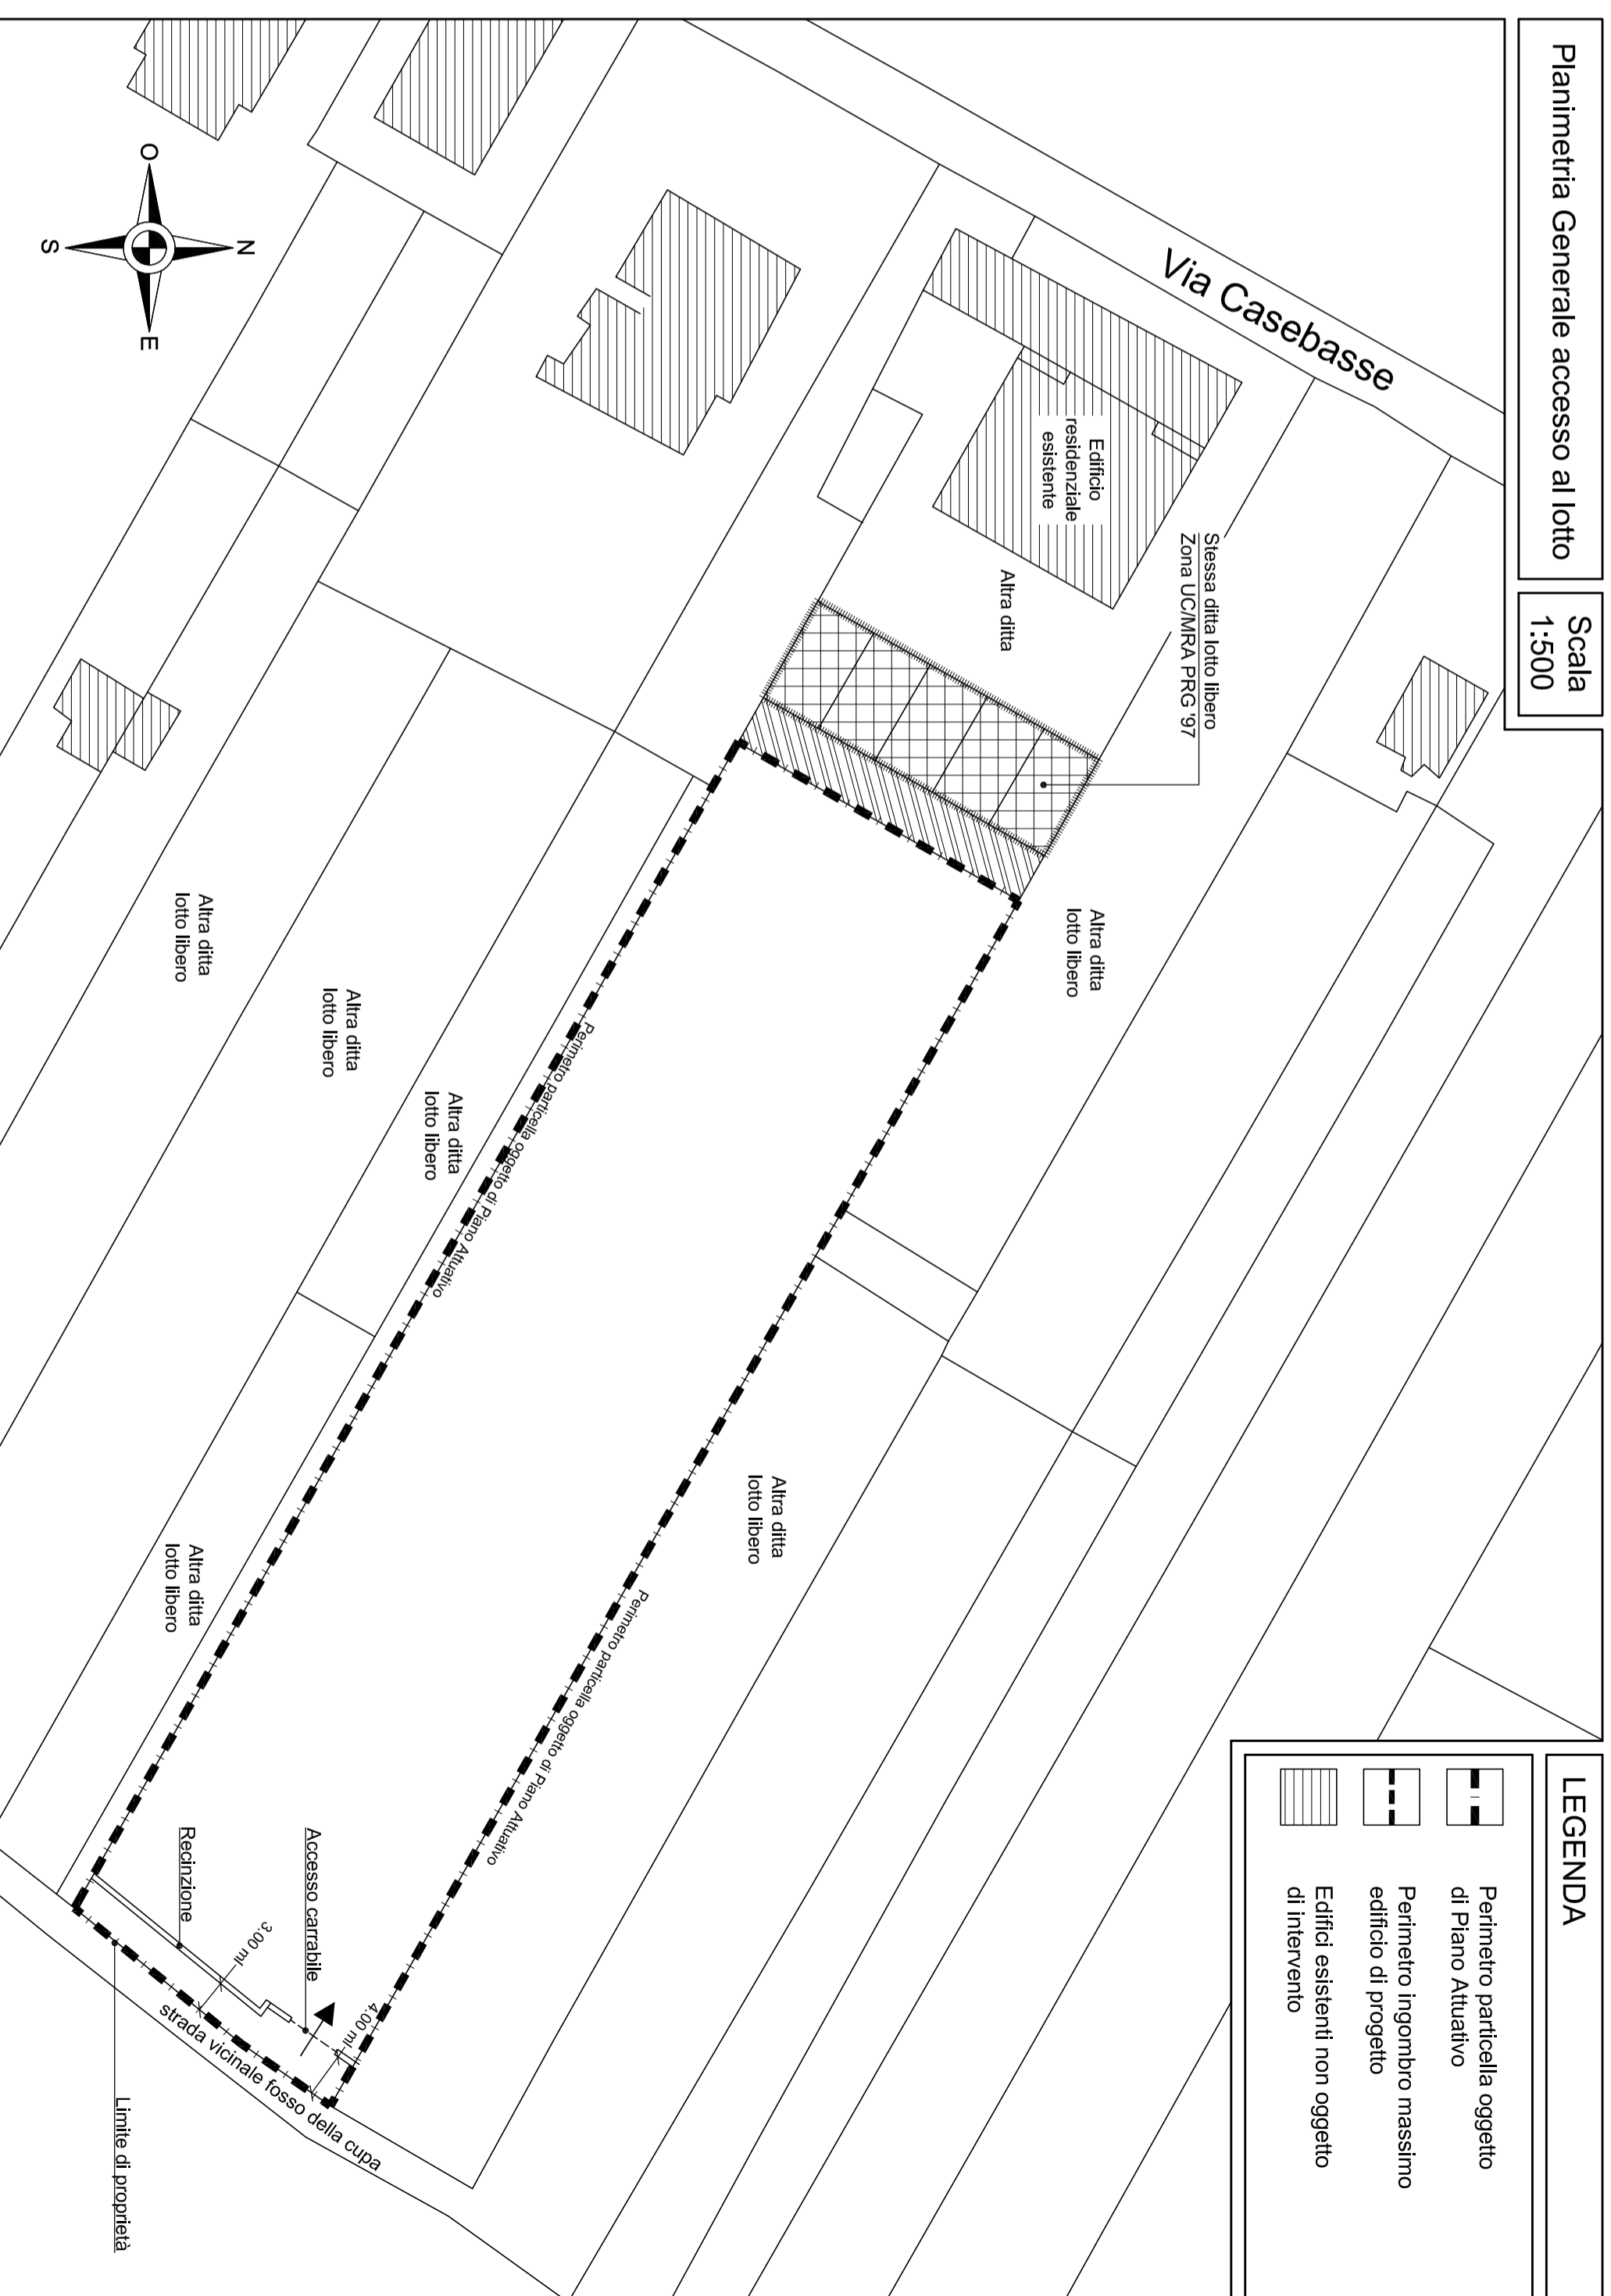 Planimetria Generale accesso al lotto
Scala
1:500
LEGENDA
Perimetro particella oggetto
di Piano Attuativo
Perimetro ingombro massimo
edificio di progetto
Edifici esistenti non oggetto
di intervento
Via Casebasse
Edificio
residenziale
esistente
Stessa ditta lotto libero
Zona UC/MRA PRG '97
Altra ditta
Altra ditta
lotto libero
Altra ditta
lotto libero
Altra ditta
lotto libero
Altra ditta
lotto libero
Altra ditta
lotto libero
Altra ditta
lotto libero
Perimetro particella oggetto di Piano Attuativo
Perimetro particella oggetto di Piano Attuativo
Accesso carrabile
Recinzione
3.00 ml
4.00 ml
strada vicinale fosso della cupa
Limite di proprietà
N
O
E
S